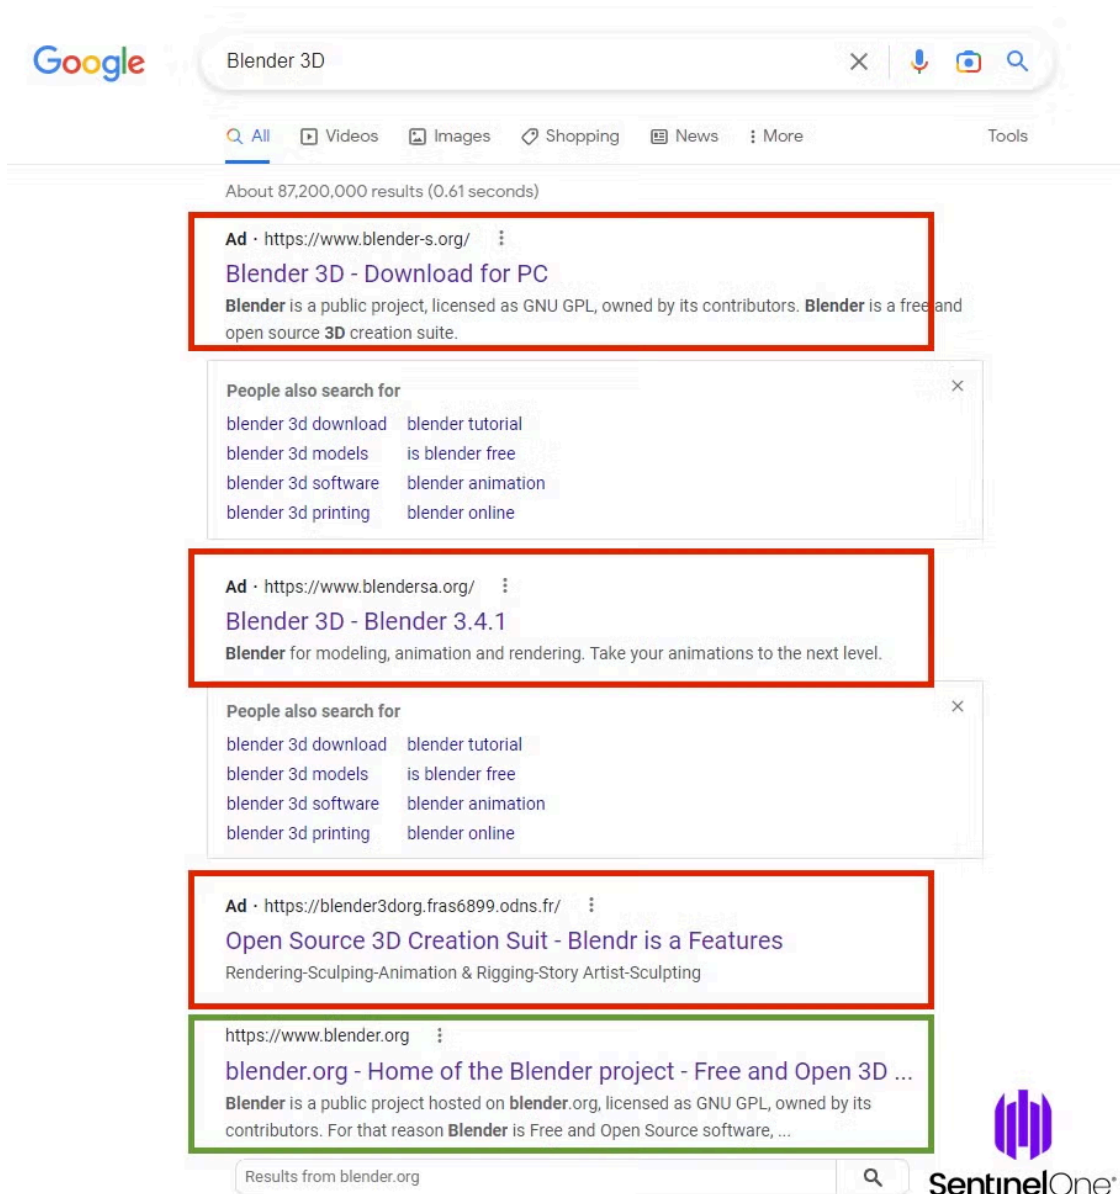 Google
Blender 3D
All Videos Images Shopping News More Tools
About 87,200,000 results (0.61 seconds)
Ad · https://www.blender-s.org/
Blender 3D - Download for PC
Blender is a public project, licensed as GNU GPL, owned by its contributors. Blender is a free and
open source 3D creation suite.
People also search for
blender 3d download blender tutorial
blender 3d models is blender free
blender 3d software blender animation
blender 3d printing blender online
Ad · https://www.blendersa.org/
Blender 3D - Blender 3.4.1
Blender for modeling, animation and rendering. Take your animations to the next level.
People also search for
blender 3d download blender tutorial
blender 3d models is blender free
blender 3d software blender animation
blender 3d printing blender online
Ad · https://blender3dorg.fras6899.odns.fr/
Open Source 3D Creation Suit - Blendr is a Features
Rendering-Sculping-Animation & Rigging-Story Artist-Sculpting
https://www.blender.org
blender.org - Home of the Blender project - Free and Open 3D ...
Blender is a public project hosted on blender.org, licensed as GNU GPL, owned by its
contributors. For that reason Blender is Free and Open Source software, ...
Results from blender.org
SentinelOne